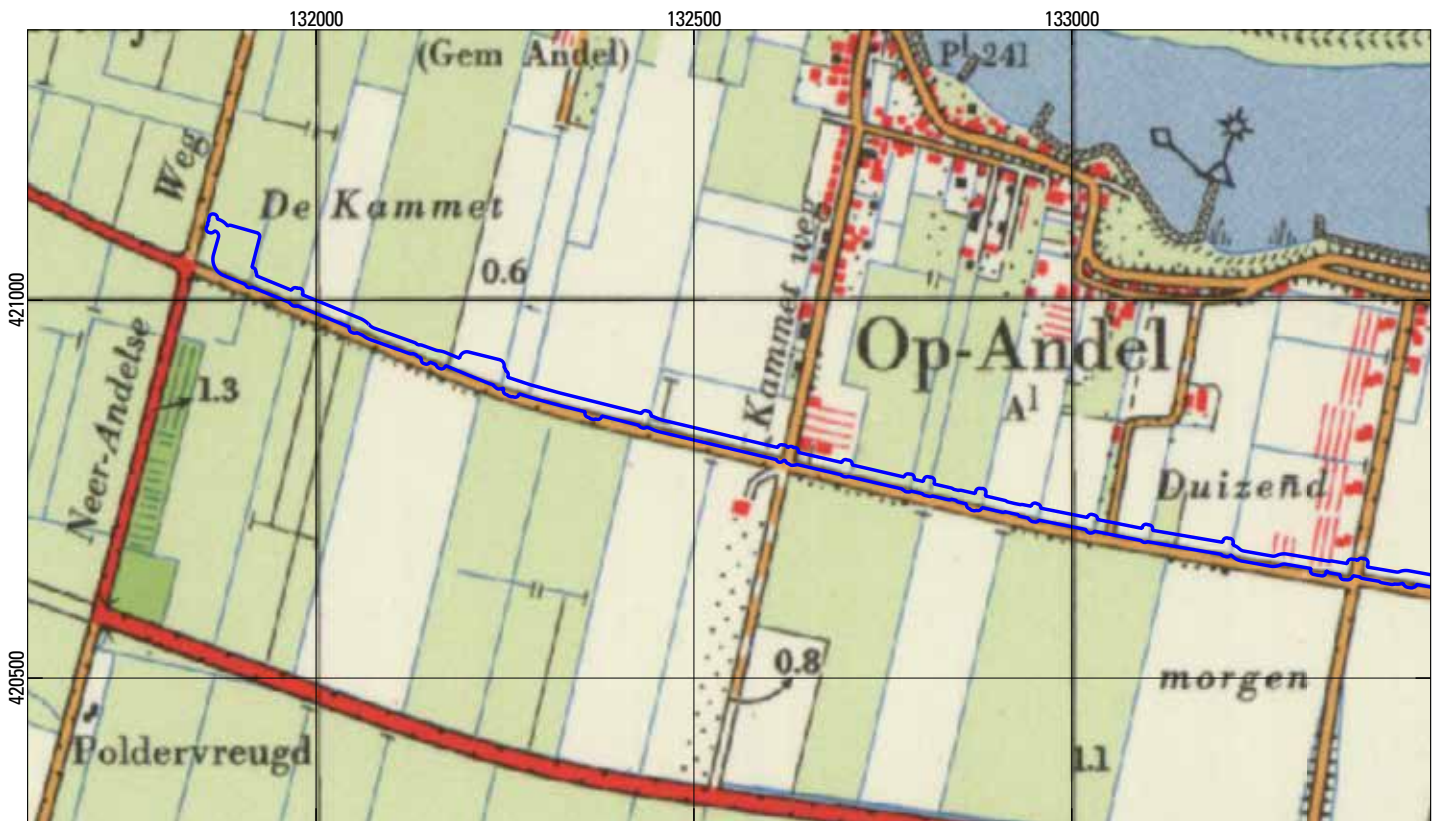 132000
132500
133000
(Gem Andel)
AP 241
Weg
De Kammet
0.6
421000
Neer-Andelse
1.3
Kammet weg
Op-Andel
A1
Duizend
morgen
420500
0.8
Poldervreugd
1.1